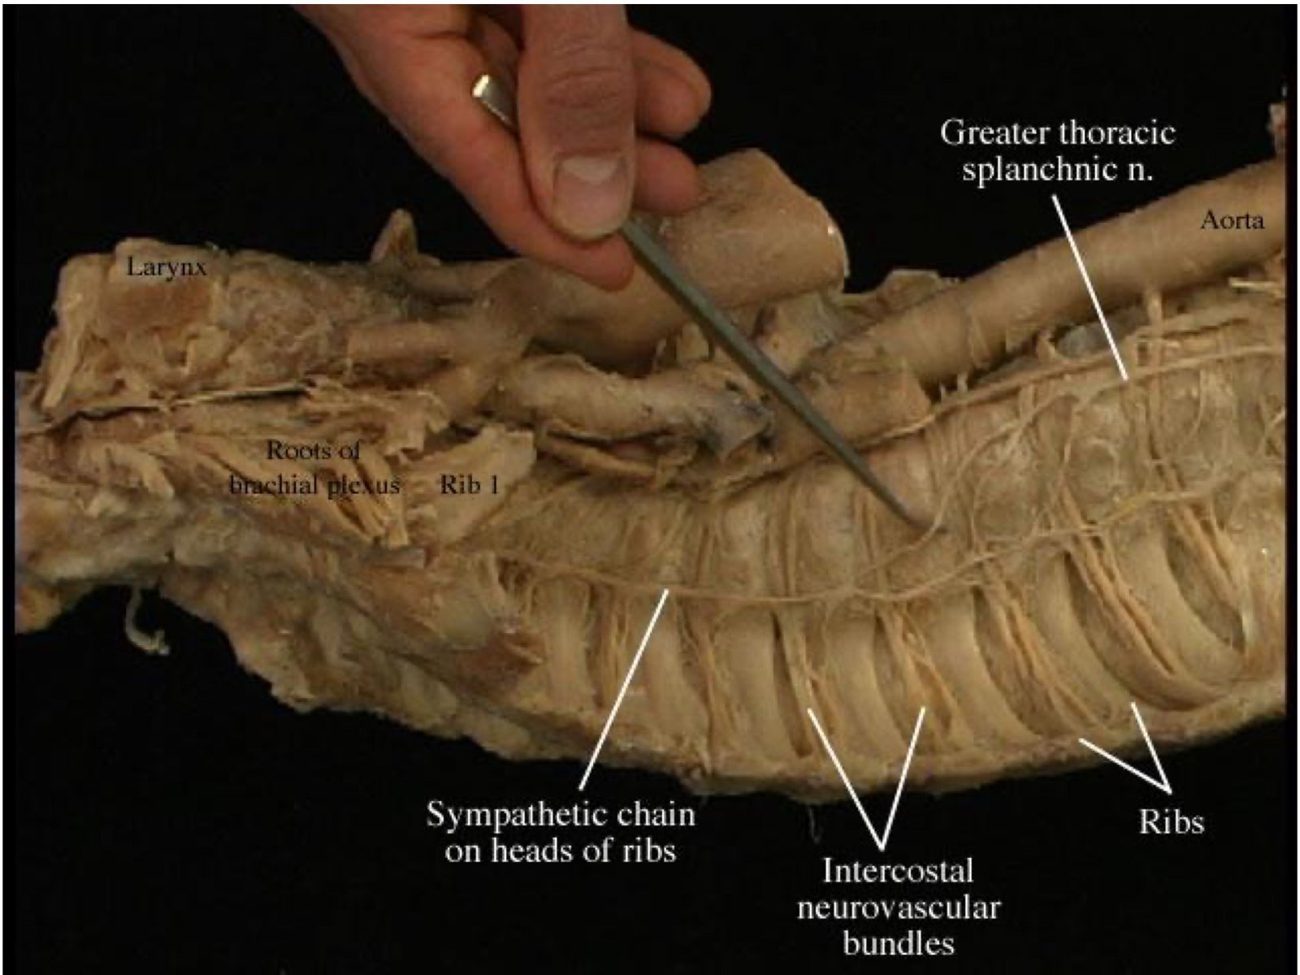 Greater thoracic
splanchnic n.
Aorta
Larynx
Roots of
brachial plexus
Rib 1
Sympathetic chain
on heads of ribs
Intercostal
neurovascular
bundles
Ribs